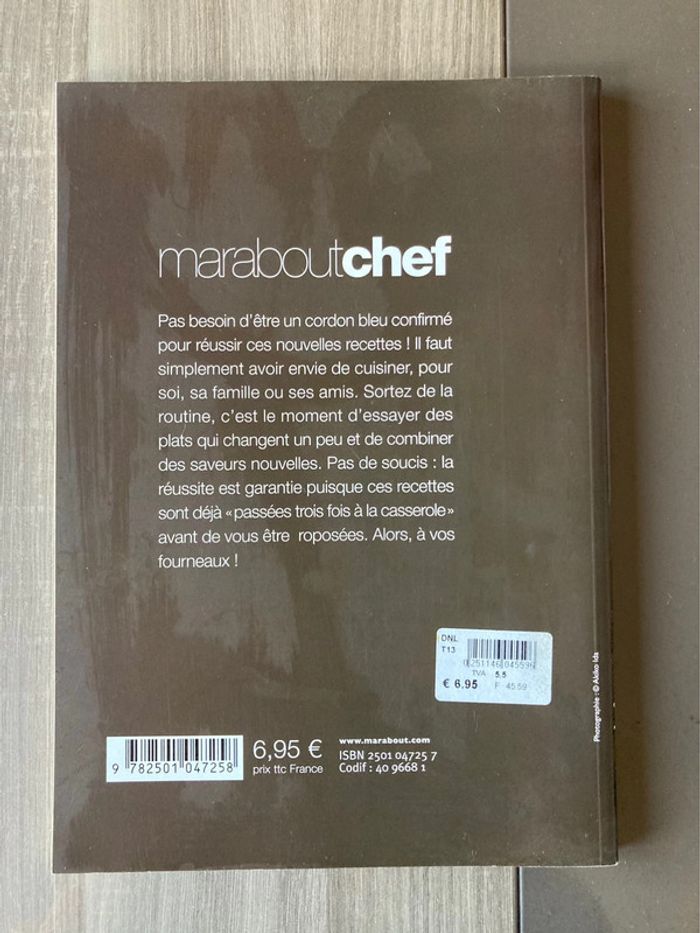 maraboutchef
Pas besoin d'être un cordon bleu confirmé
pour réussir ces nouvelles recettes ! Il faut
simplement avoir envie de cuisiner, pour
soi, sa famille ou ses amis. Sortez de la
routine, c'est le moment d'essayer des
plats qui changent un peu et de combiner
des saveurs nouvelles. Pas de soucis : la
réussite est garantie puisque ces recettes
sont déjà «passées trois fois à la casserole»
avant de vous être roposées. Alors, à vos
fourneaux !
DNL
T13
0251146 045596
TVA 5.5
€ 6.95 F 45.59
Photographie : © Akiko Ida
9 782501 047258
6,95 €
prix ttc France
www.marabout.com
ISBN 2501 04725 7
Codif : 40 9668 1